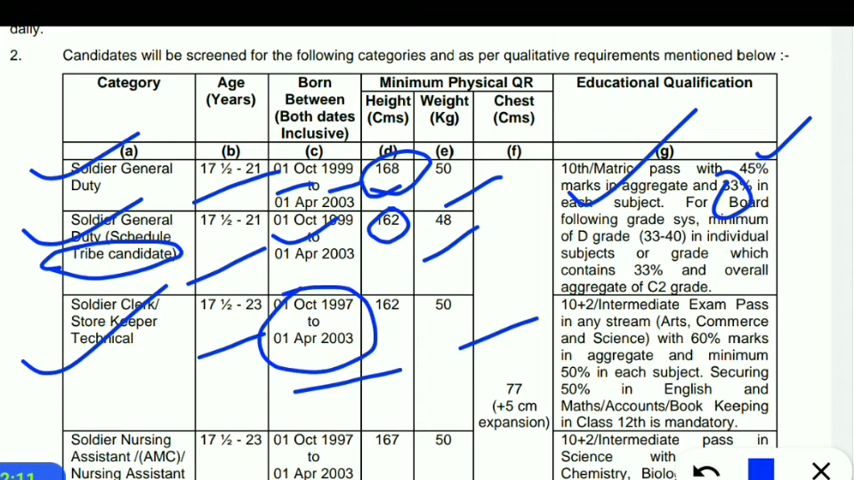 daily.
2. Candidates will be screened for the following categories and as per qualitative requirements mentioned below :-
Category
Age
(Years)
Born
Between
(Both dates
Inclusive)
Minimum Physical QR
Height
(Cms)
Weight
(Kg)
Chest
(Cms)
Educational Qualification
(a)
(b)
(c)
(d)
(e)
(f)
(g)
Soldier General
Duty
17 ½ - 21
01 Oct 1999
to
01 Apr 2003
168
50
10th/Matric pass with 45%
marks in aggregate and 33% in
each subject. For Board
following grade sys, minimum
of D grade (33-40) in individual
subjects or grade which
contains 33% and overall
aggregate of C2 grade.
Soldier General
Duty (Schedule
Tribe candidate)
17 ½ - 21
01 Oct 1999
to
01 Apr 2003
162
48
Soldier Clerk/
Store Keeper
Technical
17 ½ - 23
01 Oct 1997
to
01 Apr 2003
162
50
77
(+5 cm
expansion)
10+2/Intermediate Exam Pass
in any stream (Arts, Commerce
and Science) with 60% marks
in aggregate and minimum
50% in each subject. Securing
50% in English and
Maths/Accounts/Book Keeping
in Class 12th is mandatory.
Soldier Nursing
Assistant /(AMC)/
Nursing Assistant
17 ½ - 23
01 Oct 1997
to
01 Apr 2003
167
50
10+2/Intermediate pass in
Science with
Chemistry,
2:11